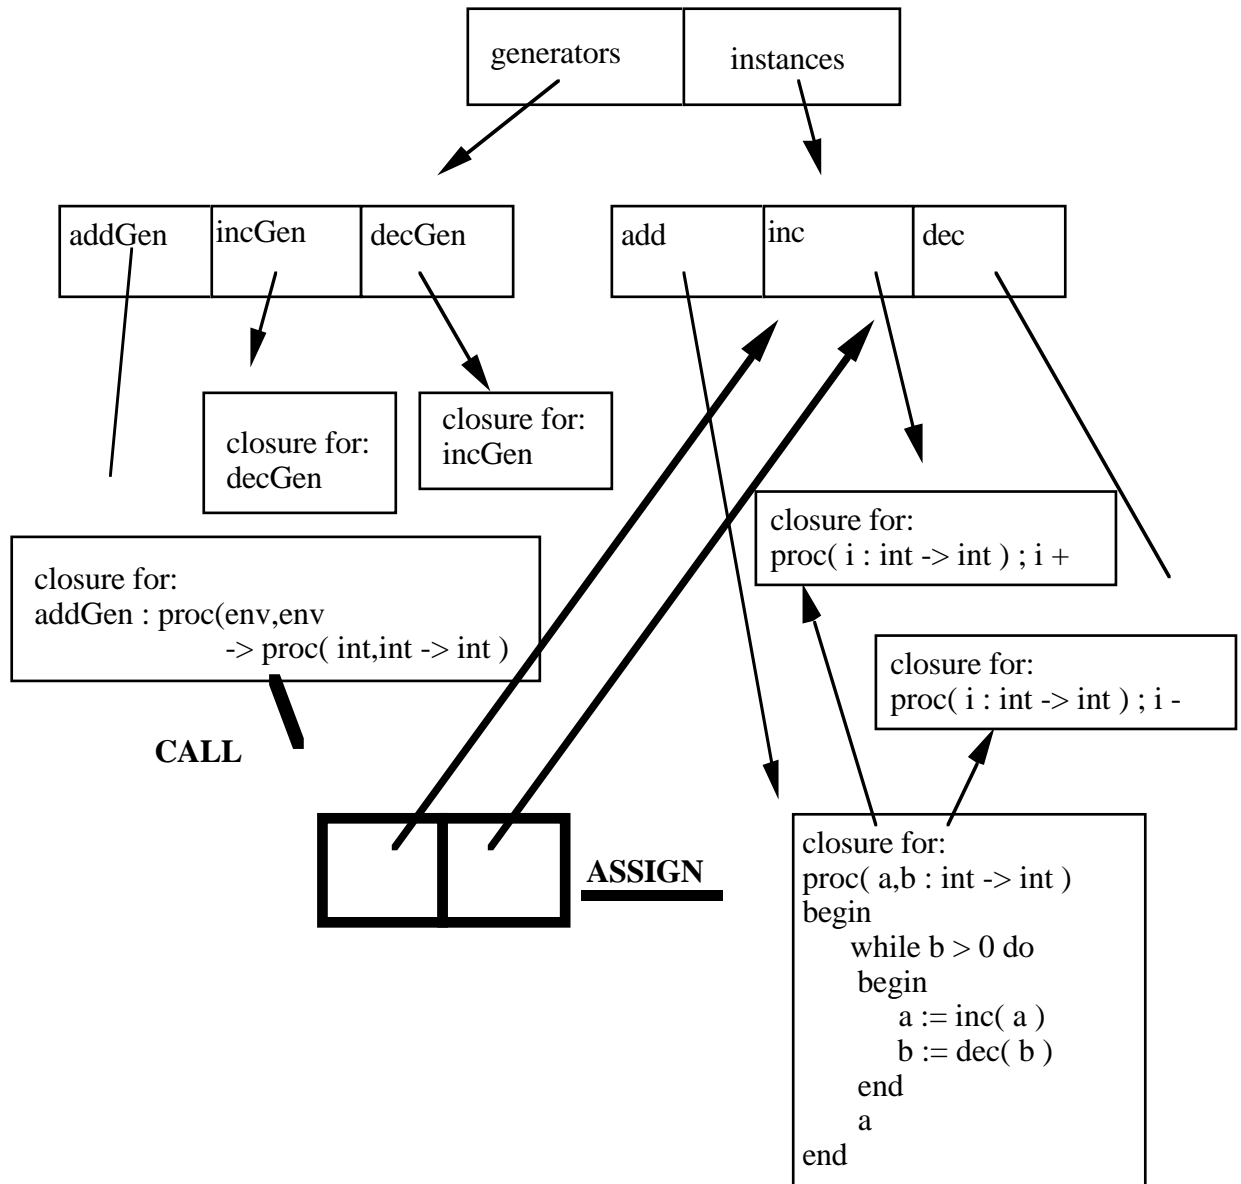 generators
instances
addGen
incGen
decGen
add
inc
dec
closure for:
decGen
closure for:
incGen
closure for:
proc( i : int -> int ) ; i +
closure for:
addGen : proc(env,env
-> proc( int,int -> int )
closure for:
proc( i : int -> int ) ; i -
CALL
ASSIGN
closure for:
proc( a,b : int -> int )
begin
while b > 0 do
begin
a := inc( a )
b := dec( b )
end
a
end